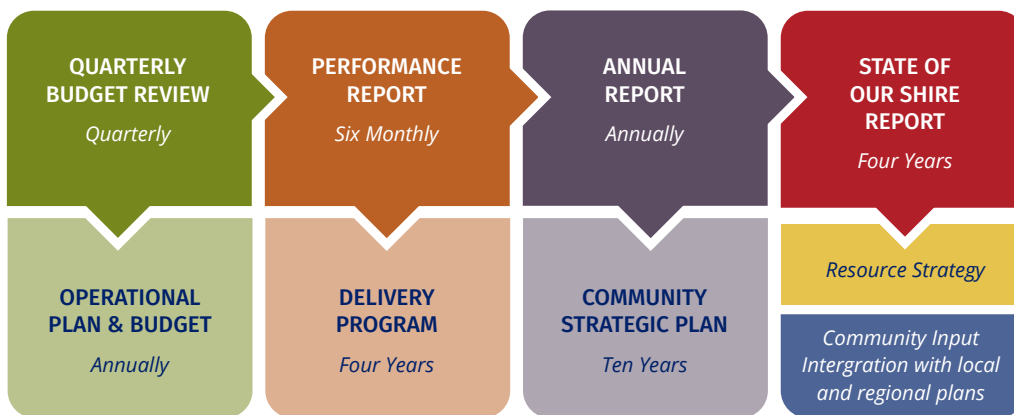 QUARTERLY
BUDGET REVIEW
Quarterly
PERFORMANCE
REPORT
Six Monthly
ANNUAL
REPORT
Annually
STATE OF
OUR SHIRE
REPORT
Four Years
OPERATIONAL
PLAN & BUDGET
Annually
DELIVERY
PROGRAM
Four Years
COMMUNITY
STRATEGIC PLAN
Ten Years
Resource Strategy
Community Input
Intergration with local
and regional plans